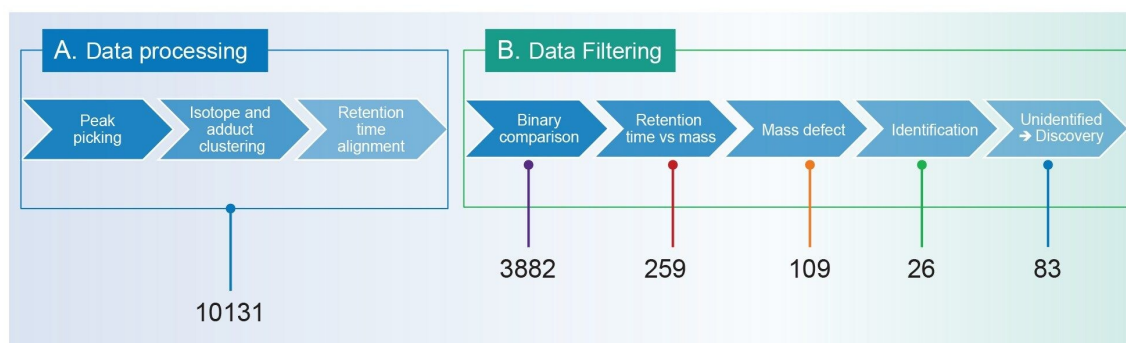 A. Data processing
Peak
picking
Isotope and
adduct
clustering
Retention
time
alignment
10131
B. Data Filtering
Binary
comparison
Retention
time vs mass
Mass defect
Identification
Unidentified
➔ Discovery
3882
259
109
26
83